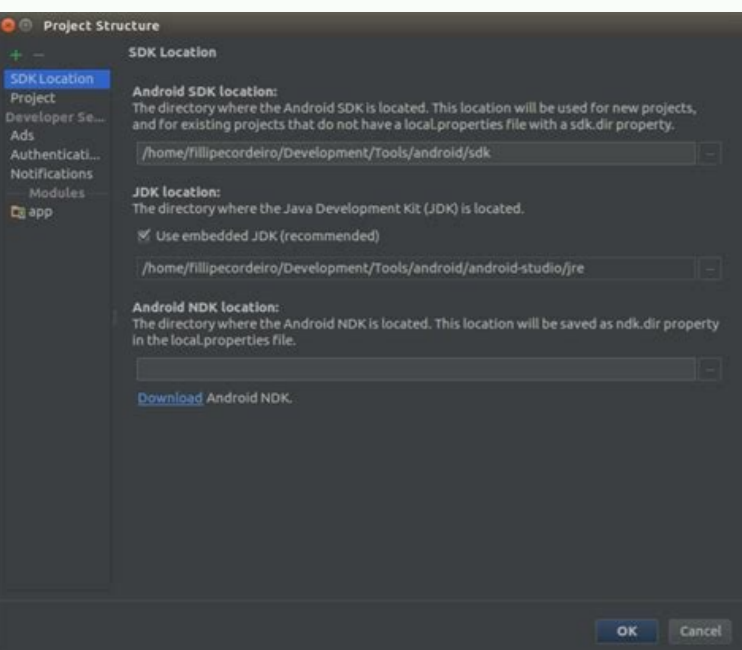 Project Structure
SDK Location
SDK Location
Project
Developer Se...
Ads
Authenticati...
Notifications
Modules
app
Android SDK location:
The directory where the Android SDK is located. This location will be used for new projects,
and for existing projects that do not have a local.properties file with a sdk.dir property.
/home/fillipecordeiro/Development/Tools/android/sdk
...
JDK location:
The directory where the Java Development Kit (JDK) is located.
Use embedded JDK (recommended)
/home/fillipecordeiro/Development/Tools/android/android-studio/jre
...
Android NDK location:
The directory where the Android NDK is located. This location will be saved as ndk.dir property
in the local.properties file.
...
Download Android NDK.
OK
Cancel